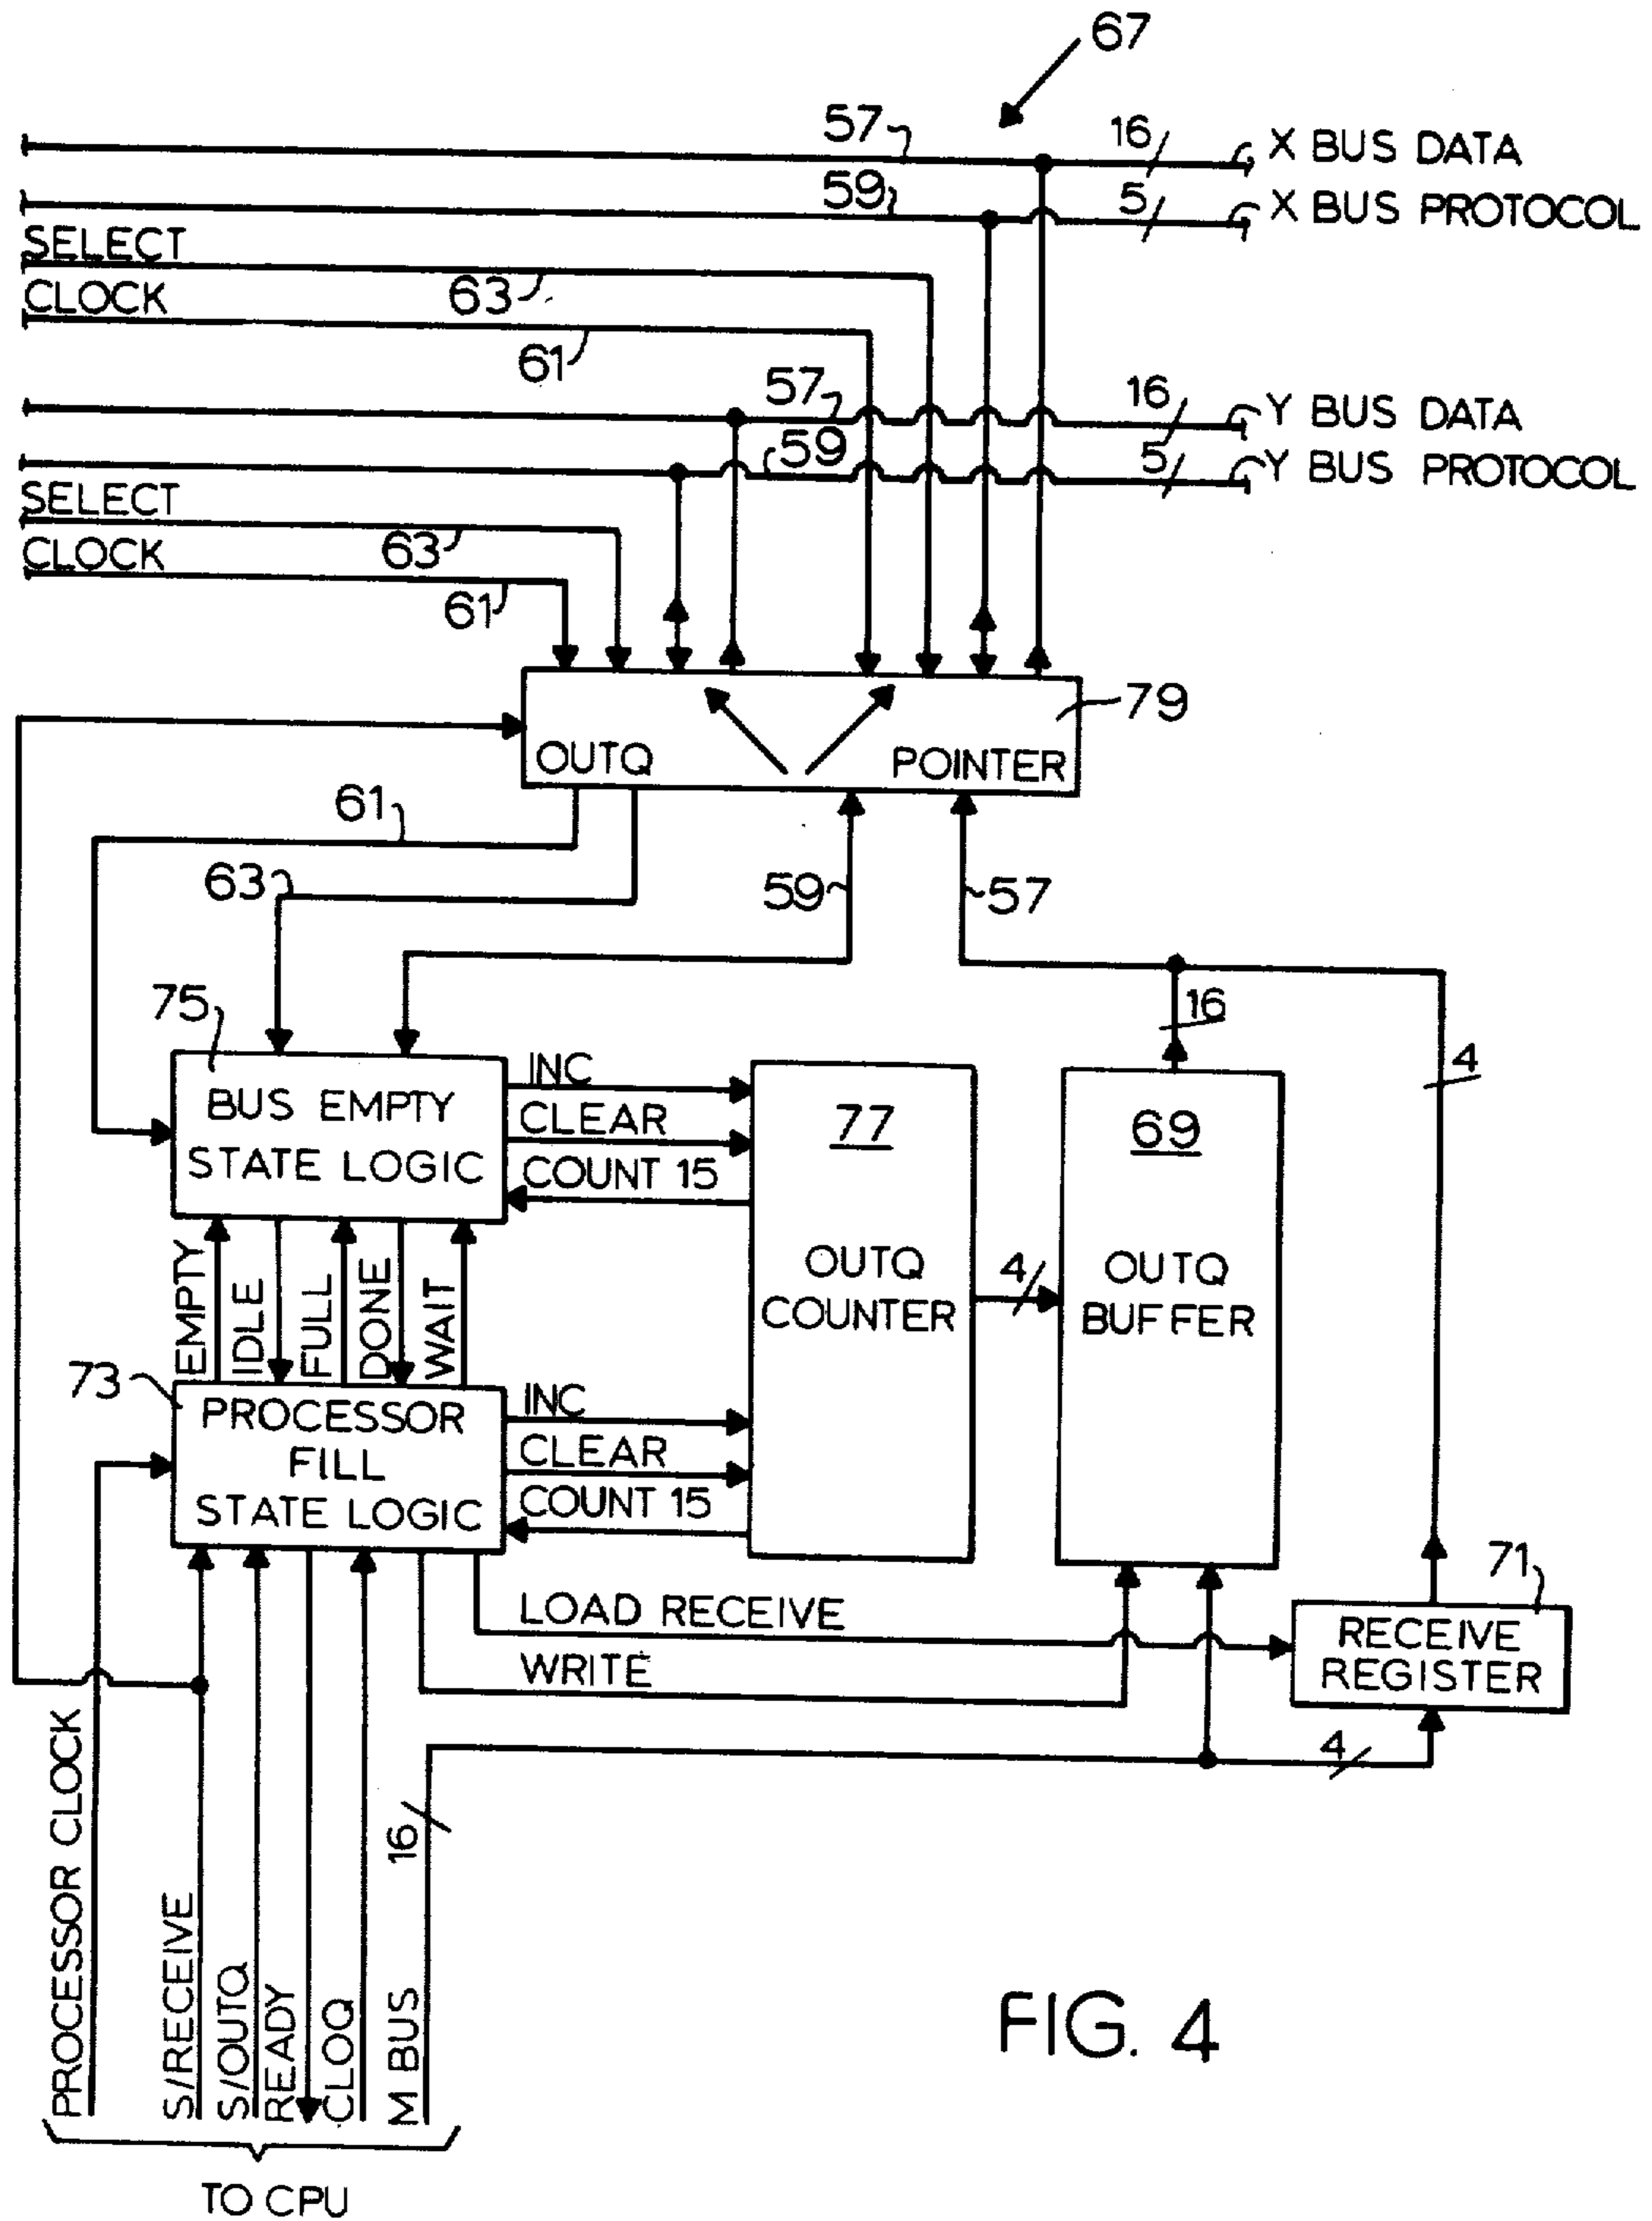 67
57
16
X BUS DATA
59
5
X BUS PROTOCOL
SELECT
63
CLOCK
61
57
16
Y BUS DATA
59
5
Y BUS PROTOCOL
SELECT
63
CLOCK
61
79
OUTQ
POINTER
61
63
59
57
75
16
4
BUS EMPTY
STATE LOGIC
INC
CLEAR
COUNT 15
77
OUTQ
COUNTER
4
69
OUTQ
BUFFER
EMPTY
IDLE
FULL
DONE
WAIT
73
PROCESSOR
FILL
STATE LOGIC
INC
CLEAR
COUNT 15
71
LOAD RECEIVE
WRITE
RECEIVE
REGISTER
4
PROCESSOR CLOCK
S/RECEIVE
S/OUTQ
READY
CLOQ
M BUS
16
TO CPU
FIG. 4